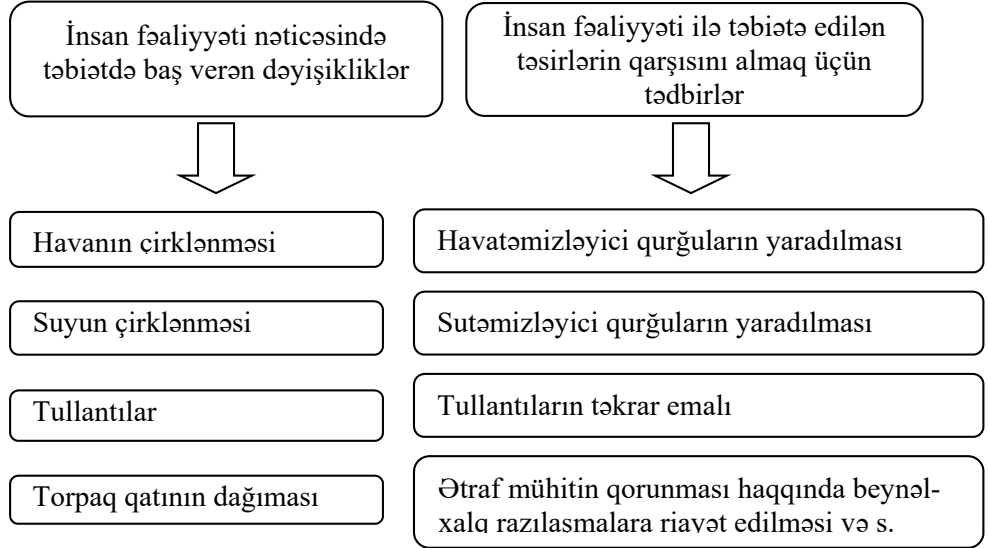 İnsan fəaliyyəti nəticəsində
təbiətdə baş verən dəyişikliklər
İnsan fəaliyyəti ilə təbiətə edilən
təsirlərin qarşısını almaq üçün
tədbirlər
Havanın çirklənməsi
Havatəmizləyici qurğuların yaradılması
Suyun çirklənməsi
Sutəmizləyici qurğuların yaradılması
Tullantılar
Tullantıların təkrar emalı
Torpaq qatının dağıması
Ətraf mühitin qorunması haqqında beynəl-
xalq razılaşmalara riayət edilməsi və s.